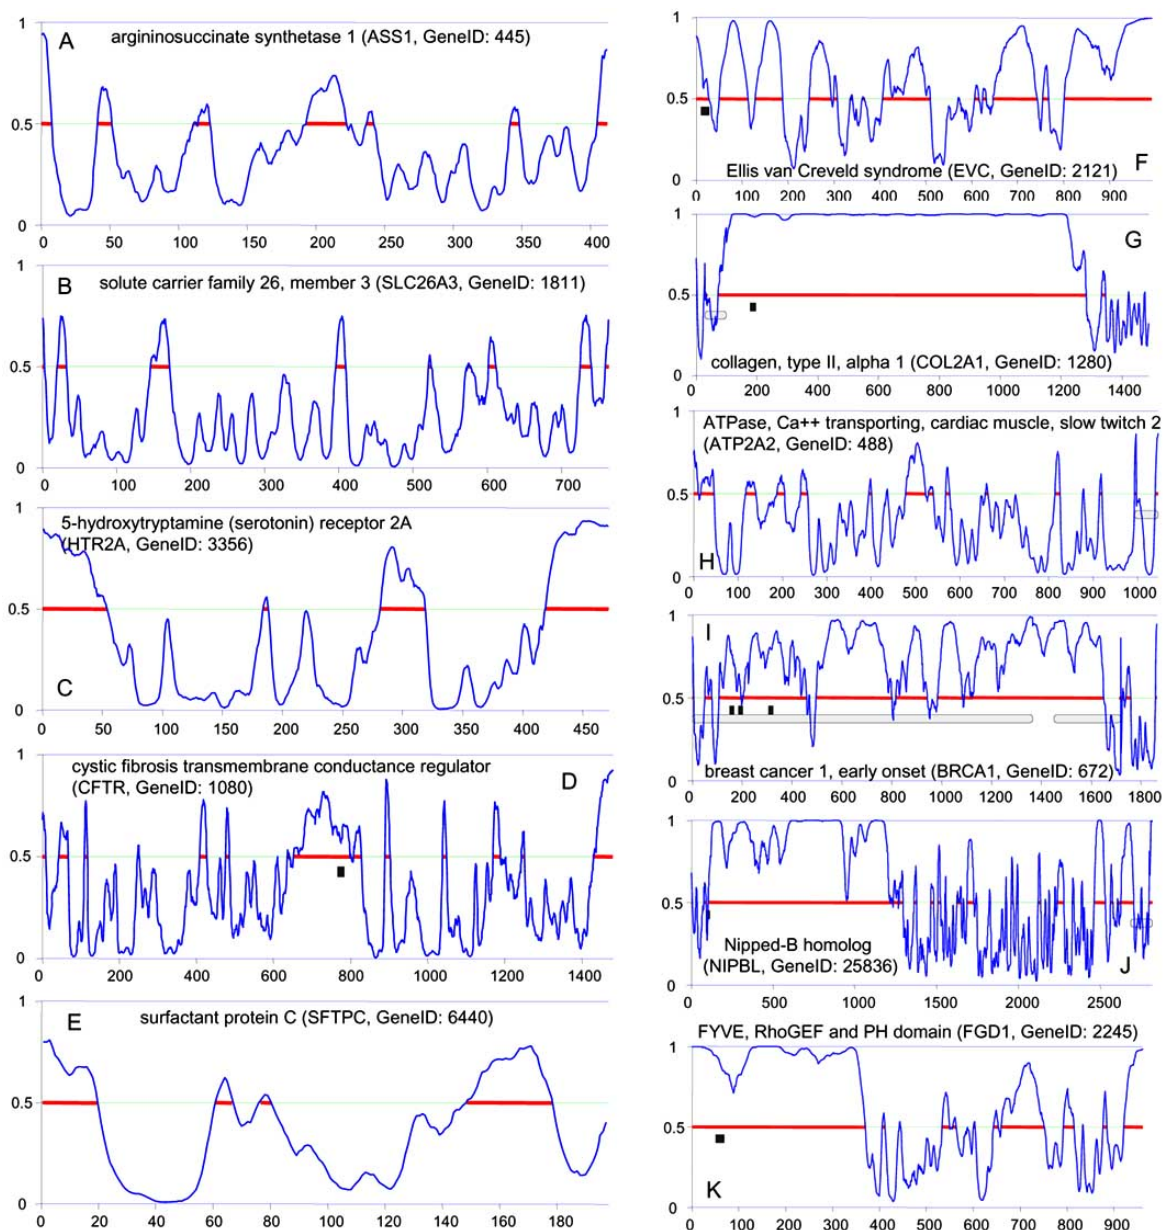 A
argininosuccinate synthetase 1 (ASS1, GeneID: 445)
1
0.5
0
0 50 100 150 200 250 300 350 400
B
solute carrier family 26, member 3 (SLC26A3, GeneID: 1811)
1
0.5
0
0 100 200 300 400 500 600 700
5-hydroxytryptamine (serotonin) receptor 2A
(HTR2A, GeneID: 3356)
C
1
0.5
0
0 50 100 150 200 250 300 350 400 450
cystic fibrosis transmembrane conductance regulator
(CFTR, GeneID: 1080)
D
1
0.5
0
0 200 400 600 800 1000 1200 1400
E
surfactant protein C (SFTPC, GeneID: 6440)
1
0.5
0
0 20 40 60 80 100 120 140 160 180
1
0.5
0
F
Ellis van Creveld syndrome (EVC, GeneID: 2121)
0 100 200 300 400 500 600 700 800 900
1
0.5
0
G
collagen, type II, alpha 1 (COL2A1, GeneID: 1280)
0 200 400 600 800 1000 1200 1400
ATPase, Ca++ transporting, cardiac muscle, slow twitch 2
(ATP2A2, GeneID: 488)
1
0.5
0
H
0 100 200 300 400 500 600 700 800 900 1000
I
1
0.5
0
breast cancer 1, early onset (BRCA1, GeneID: 672)
0 200 400 600 800 1000 1200 1400 1600 1800
1
0.5
0
Nipped-B homolog
(NIPBL, GeneID: 25836)
J
0 500 1000 1500 2000 2500
FYVE, RhoGEF and PH domain (FGD1, GeneID: 2245)
1
0.5
0
K
0 100 200 300 400 500 600 700 800 900